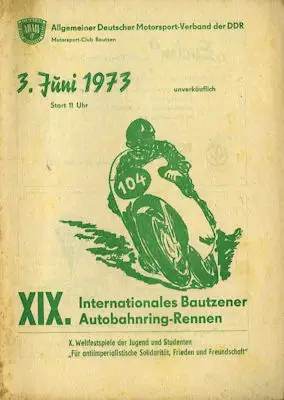 ADMV
Allgemeiner Deutscher Motorsport-Verband der DDR
Motorsport-Club Bautzen
3. Juni 1973
unverkäuflich
Start 11 Uhr
104
XIX. Internationales Bautzener
Autobahnring-Rennen
X. Weltfestspiele der Jugend und Studenten
„Für antiimperialistische Solidarität, Frieden und Freundschaft"